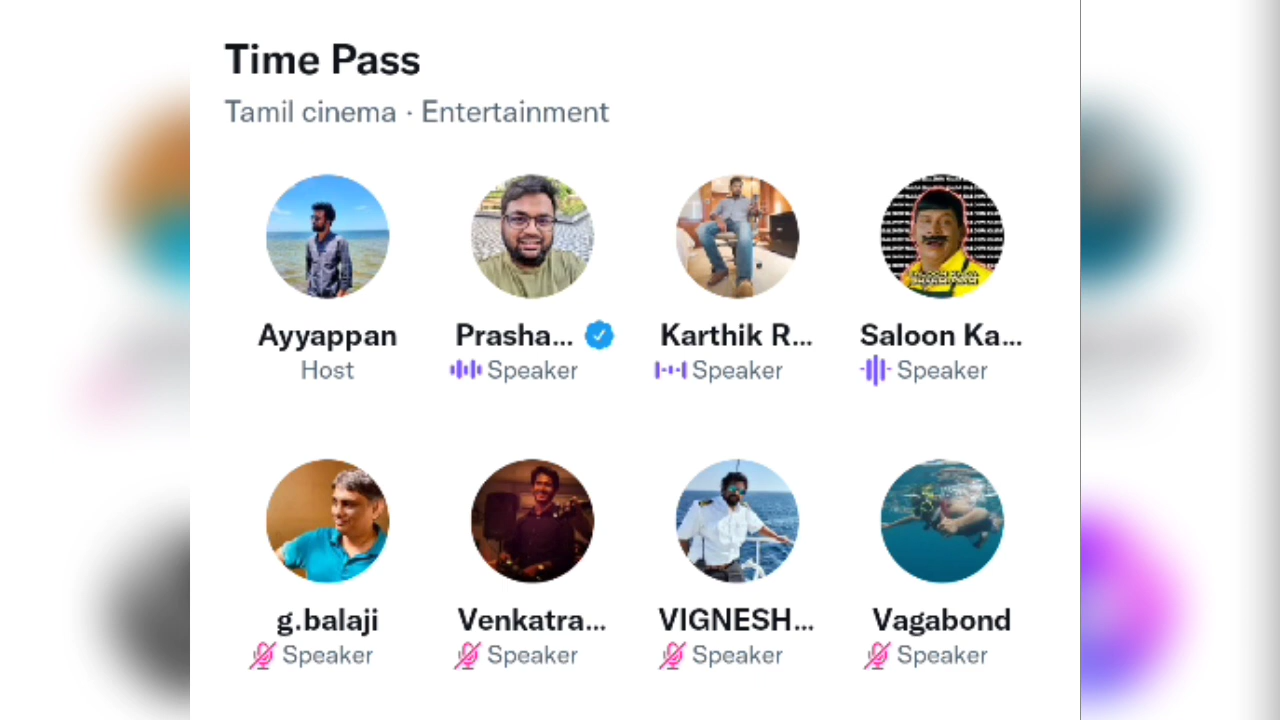 Time Pass
Tamil cinema · Entertainment
Ayyappan
Prasha...
Karthik R...
Saloon Ka...
Host
Speaker
Speaker
Speaker
g.balaji
Venkatra...
VIGNESH...
Vagabond
Speaker
Speaker
Speaker
Speaker